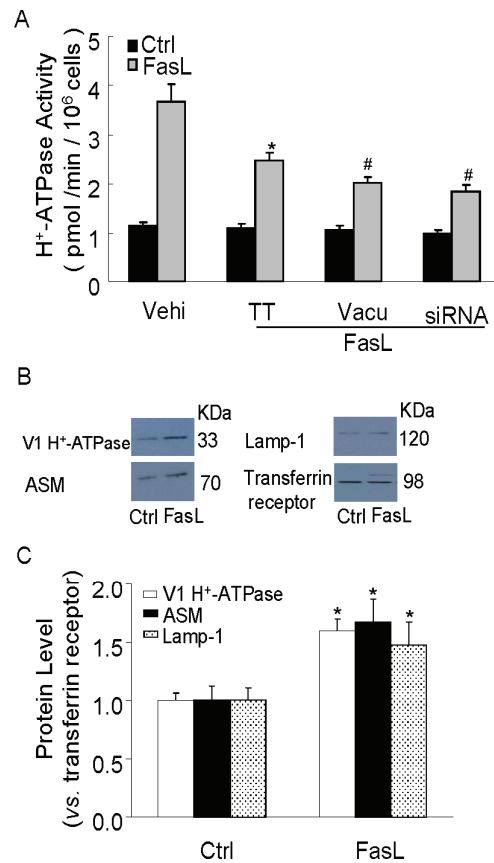 A
H⁺-ATPase Activity
( pmol /min / 10⁶ cells )
5
4
3
2
1
0
Ctrl
FasL
*
#
#
Vehi TT Vacu siRNA
FasL
B
V1 H⁺-ATPase
KDa
33
Lamp-1
KDa
120
ASM
70
Transferrin
receptor
98
Ctrl FasL
Ctrl FasL
C
Protein Level
(vs. transferrin receptor)
2.0
1.5
1.0
0.5
0.0
V1 H⁺-ATPase
ASM
Lamp-1
* * *
Ctrl FasL